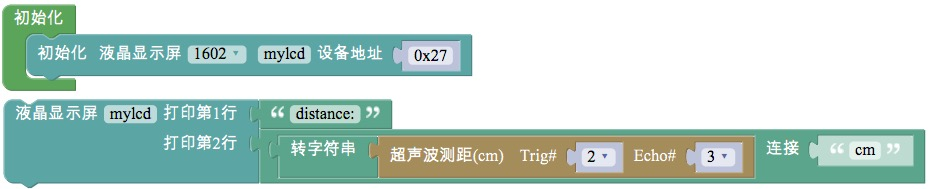 初始化
初始化 液晶显示屏 1602 mylcd 设备地址 0x27
液晶显示屏 mylcd 打印第1行 “ distance: ”
打印第2行 转字符串 超声波测距(cm) Trig# 2 Echo# 3 连接 “ cm ”